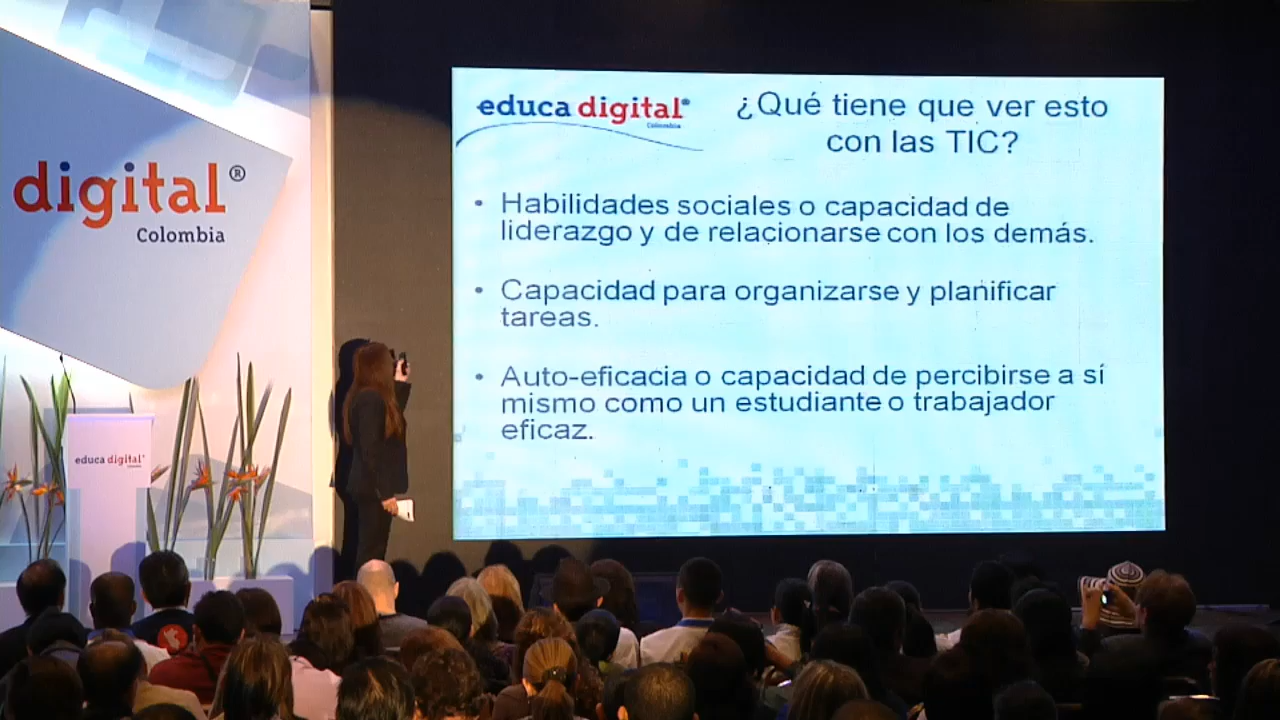 digital®
Colombia
educa digital
educa digital®
Colombia
¿Qué tiene que ver esto
con las TIC?
• Habilidades sociales o capacidad de
liderazgo y de relacionarse con los demás.
• Capacidad para organizarse y planificar
tareas.
• Auto-eficacia o capacidad de percibirse a sí
mismo como un estudiante o trabajador
eficaz.